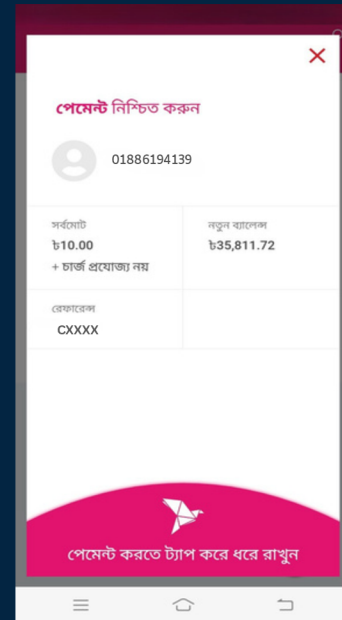 পেমেন্ট নিশ্চিত করুন
01886194139
সর্বমোট
৳10.00
+ চার্জ প্রযোজ্য নয়
নতুন ব্যালেন্স
৳35,811.72
রেফারেন্স
CXXXX
পেমেন্ট করতে ট্যাপ করে ধরে রাখুন